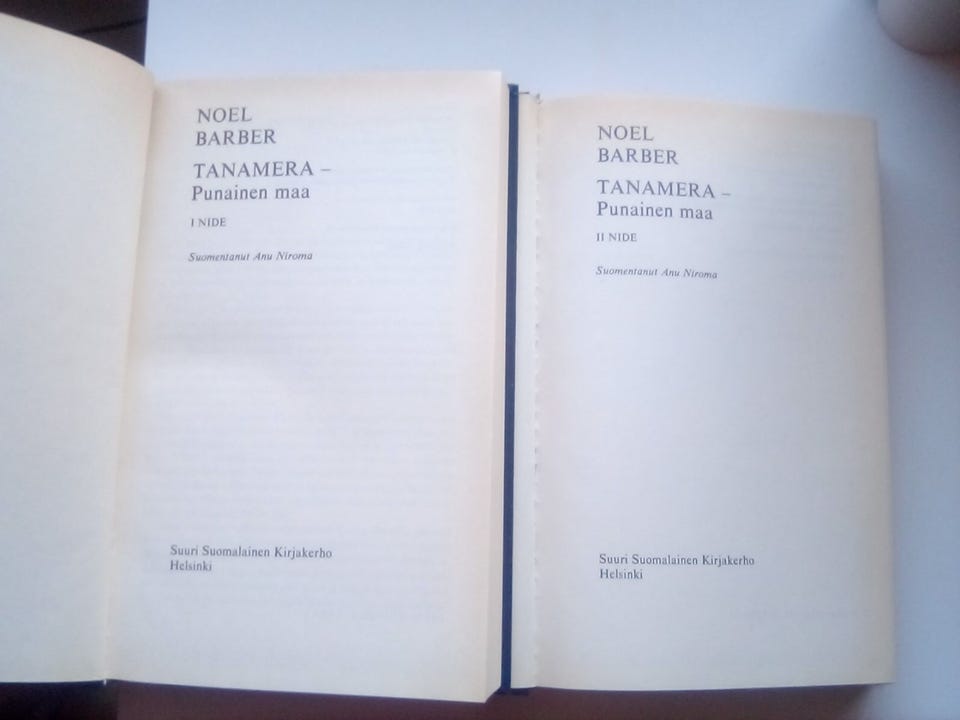 NOEL
BARBER
TANAMERA –
Punainen maa
I NIDE
Suomentanut Anu Niroma
Suuri Suomalainen Kirjakerho
Helsinki
NOEL
BARBER
TANAMERA –
Punainen maa
II NIDE
Suomentanut Anu Niroma
Suuri Suomalainen Kirjakerho
Helsinki